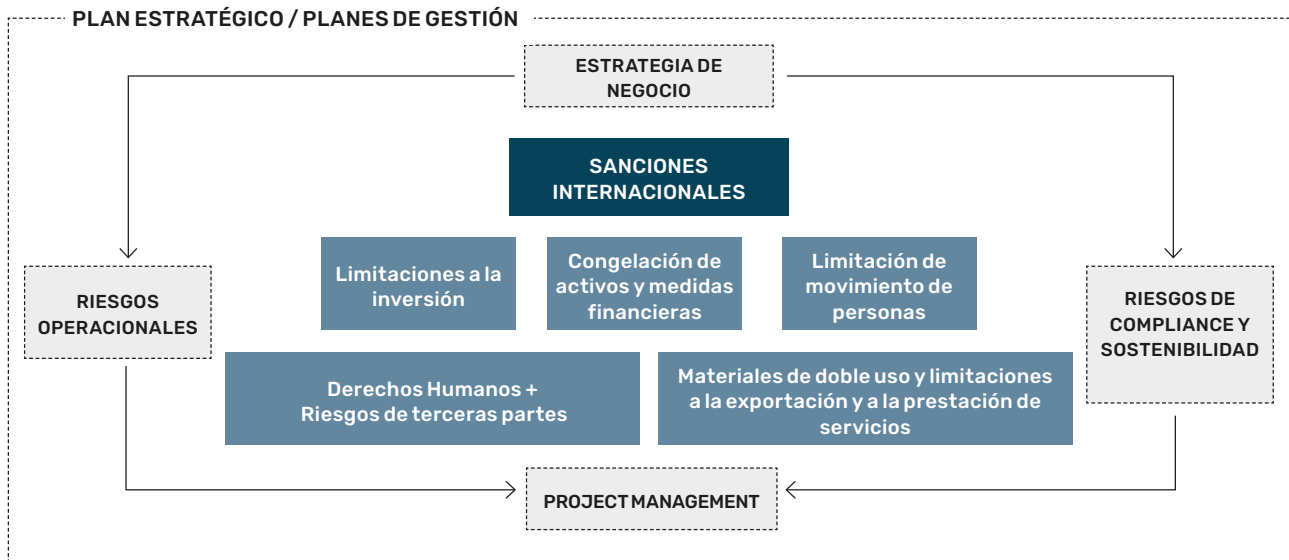 PLAN ESTRATÉGICO / PLANES DE GESTIÓN
ESTRATEGIA DE
NEGOCIO
SANCIONES
INTERNACIONALES
Limitaciones a la
inversión
Congelación de
activos y medidas
financieras
Limitación de
movimiento de
personas
RIESGOS
OPERACIONALES
RIESGOS DE
COMPLIANCE Y
SOSTENIBILIDAD
Derechos Humanos +
Riesgos de terceras partes
Materiales de doble uso y limitaciones
a la exportación y a la prestación de
servicios
PROJECT MANAGEMENT